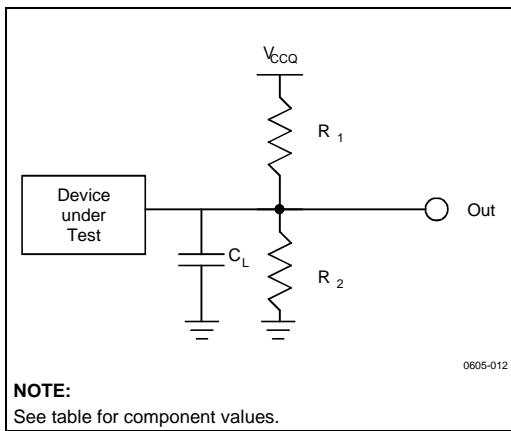 VCCQ
R 1
Device
under
Test
Out
CL
R 2
0605-012
NOTE:
See table for component values.